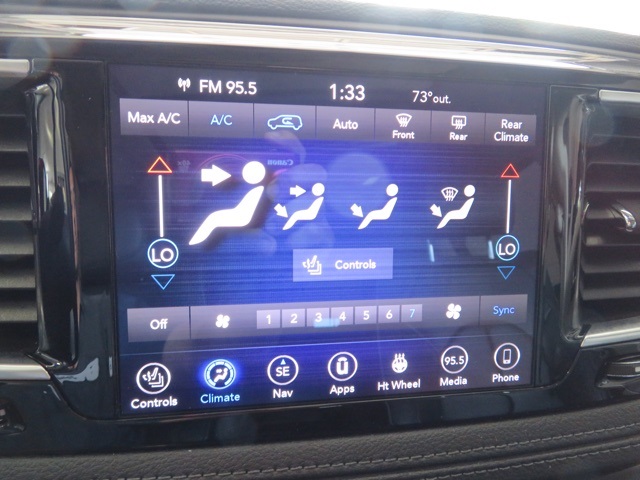 FM 95.5 1:33 73° out.
Max A/C A/C Auto Front Rear Rear Climate
Canon
LO LO
Controls
Off 1 2 3 4 5 6 7 Sync
SE 95.5
Controls Climate Nav Apps Ht Wheel Media Phone